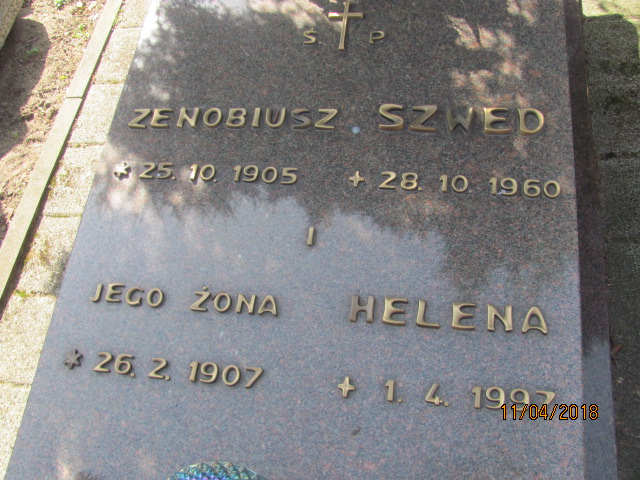 Ś. P
ZENOBIUSZ SZWED
* 25. 10. 1905 + 28. 10. 1960
I
JEGO ŻONA HELENA
* 26. 2. 1907 + 1. 4. 1997
11/04/2018